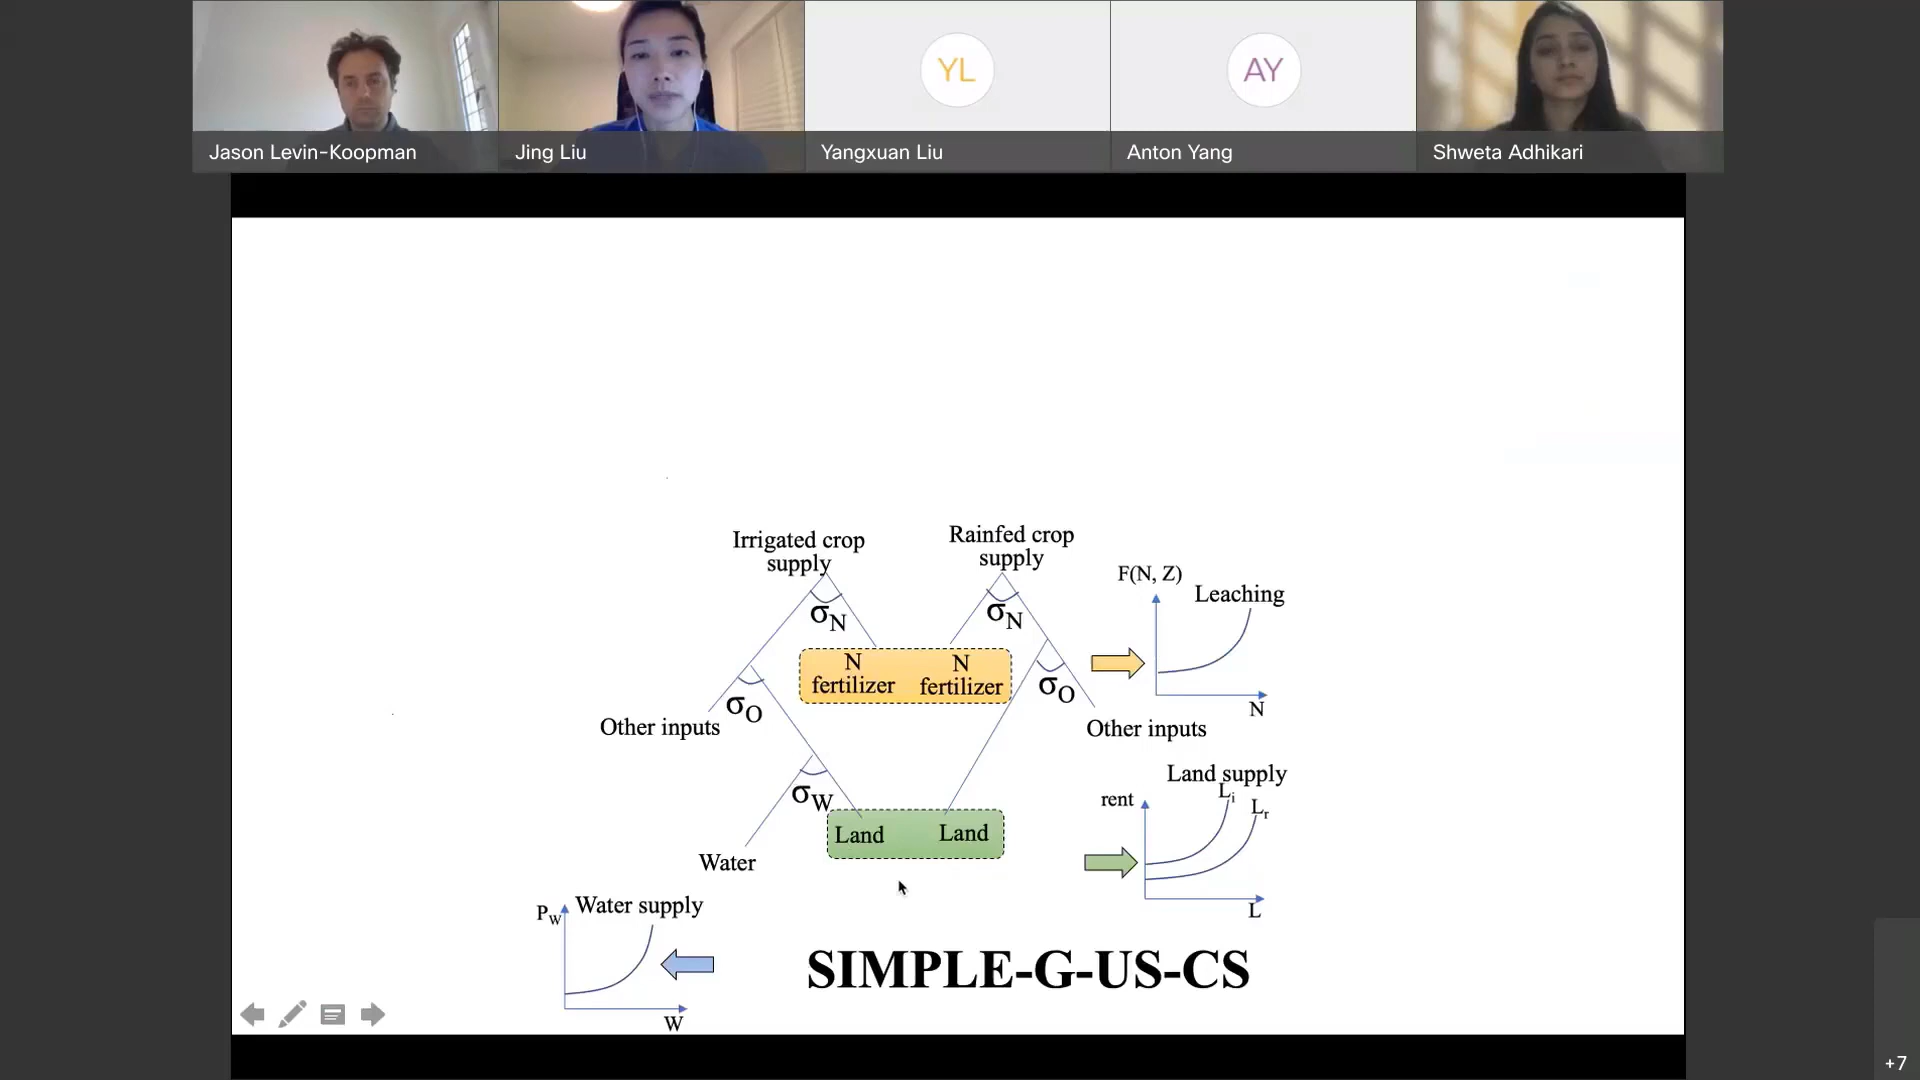 YL
AY
Jason Levin-Koopman
Jing Liu
Yangxuan Liu
Anton Yang
Shweta Adhikari
Irrigated crop
supply
Rainfed crop
supply
F(N, Z)
Leaching
σN
σN
N
fertilizer
N
fertilizer
σO
σO
N
Other inputs
Other inputs
Land supply
rent
Li
Lr
σW
Land
Land
Water
L
PW
Water supply
SIMPLE-G-US-CS
W
+7